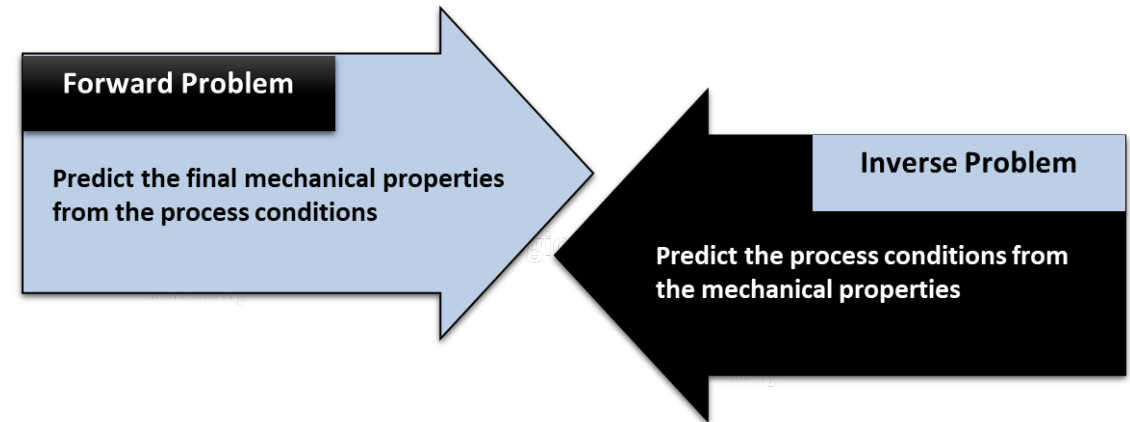 Forward Problem
Predict the final mechanical properties
from the process conditions
Inverse Problem
Predict the process conditions from
the mechanical properties